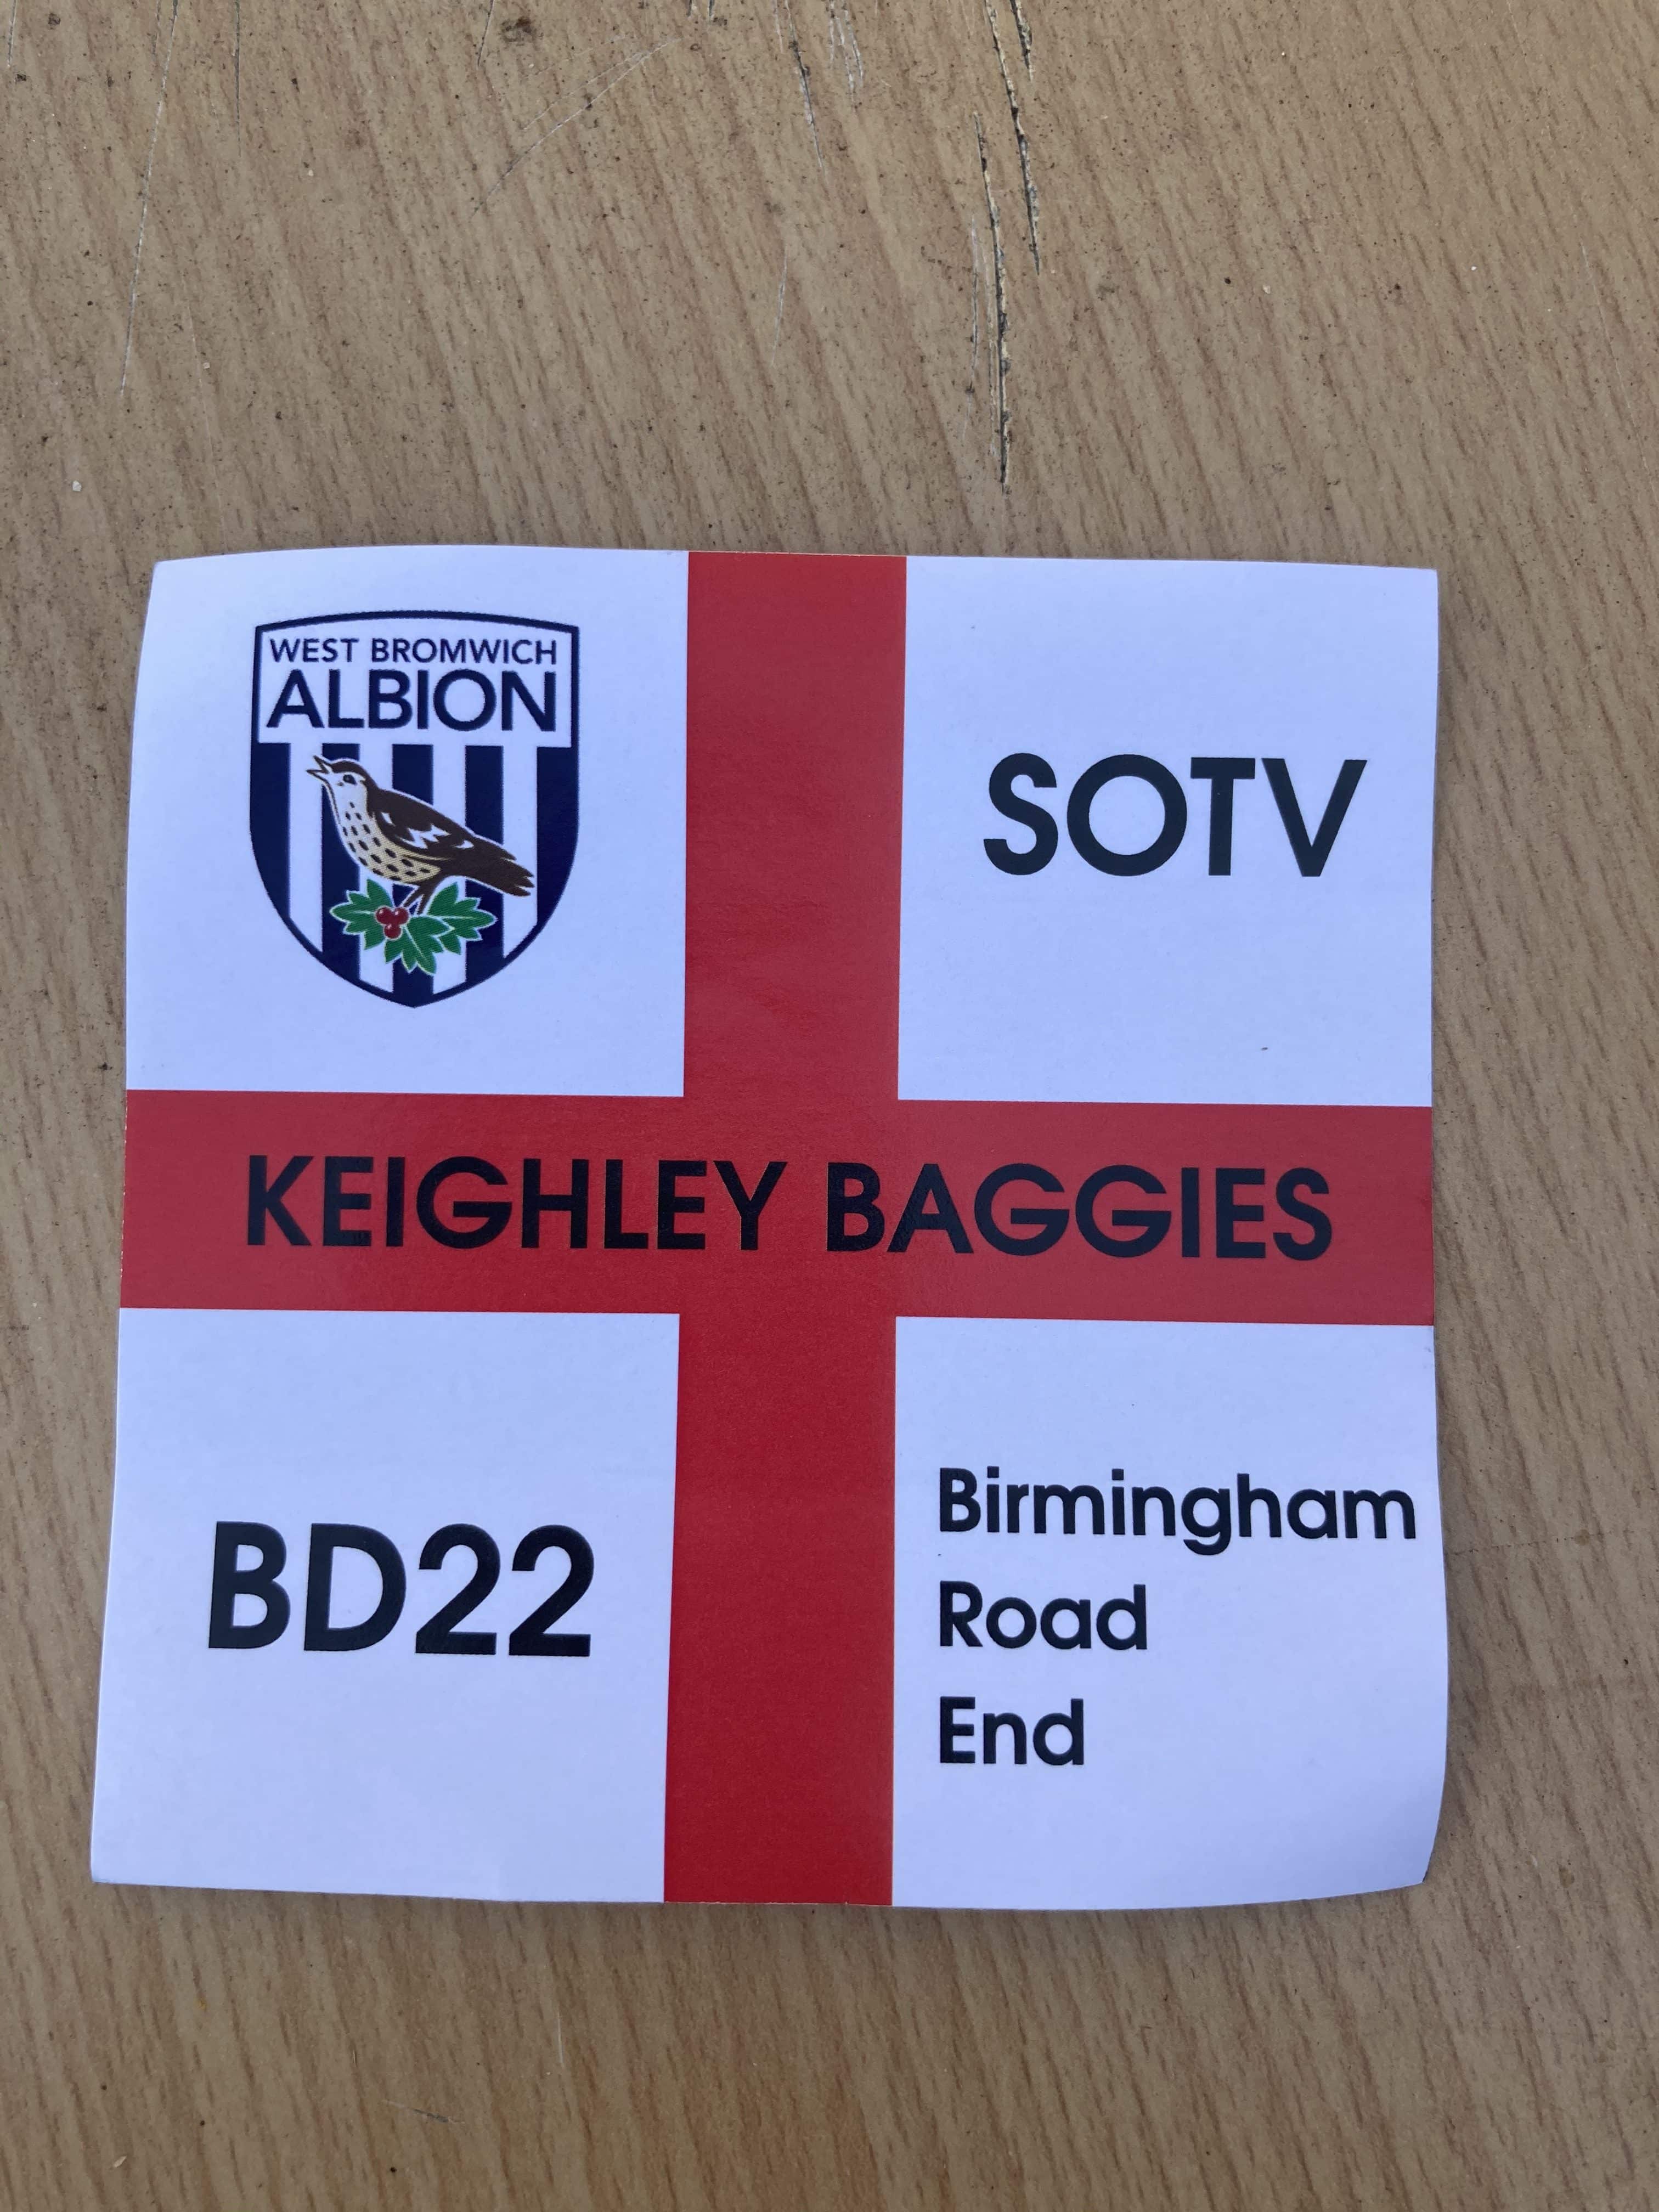 WEST BROMWICH
ALBION
SOTV
KEIGHLEY BAGGIES
BD22
Birmingham
Road
End